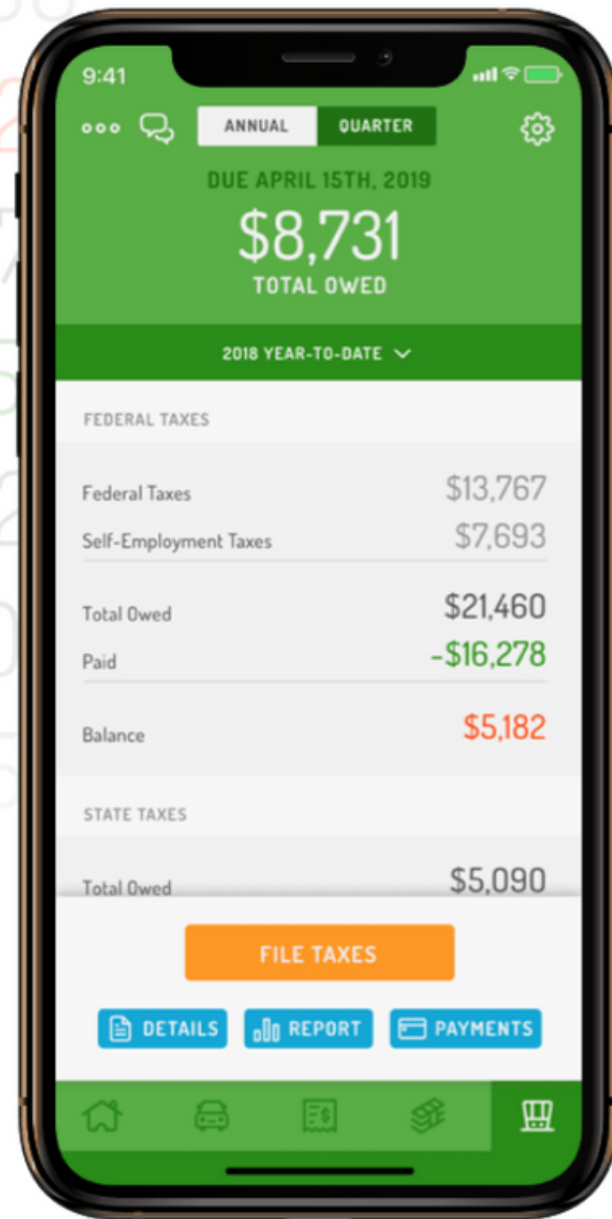 9:41
ANNUAL QUARTER
DUE APRIL 15TH, 2019
$8,731
TOTAL OWED
2018 YEAR-TO-DATE
FEDERAL TAXES
Federal Taxes $13,767
Self-Employment Taxes $7,693
Total Owed $21,460
Paid -$16,278
Balance $5,182
STATE TAXES
Total Owed $5,090
FILE TAXES
DETAILS REPORT PAYMENTS